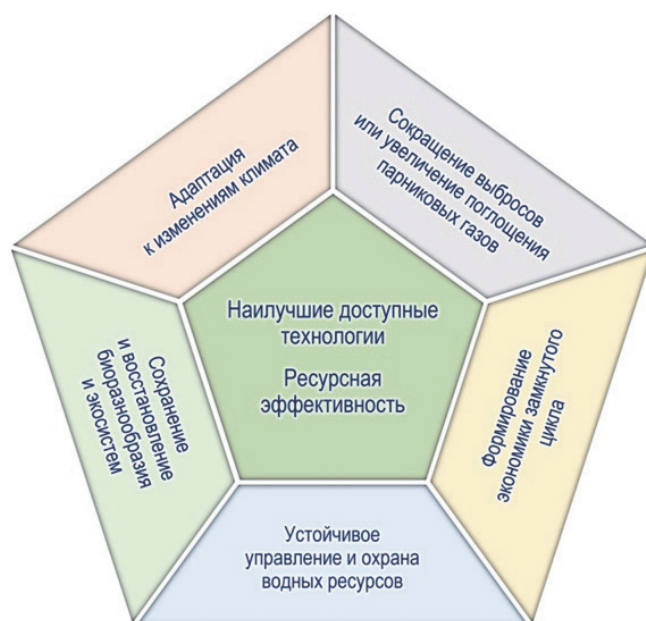 Адаптация
к изменениям климата
Сокращение выбросов
или увеличение поглощения
парниковых газов
Наилучшие доступные
технологии
Ресурсная
эффективность
Сохранение
и восстановление
биоразнообразия
и экосистем
Формирование
экономики замкнутого
цикла
Устойчивое
управление и охрана
водных ресурсов